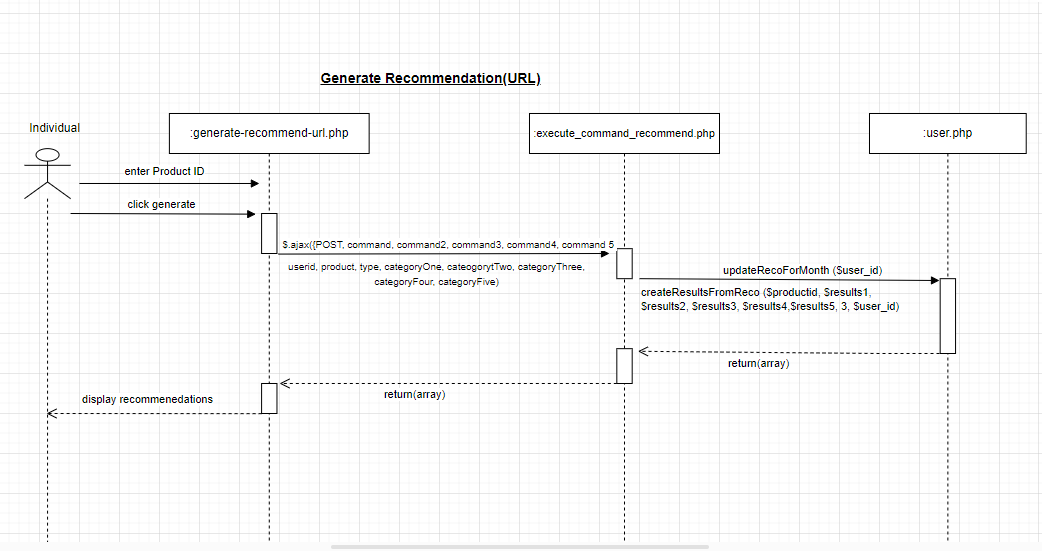 Generate Recommendation(URL)
Individual
:generate-recommend-url.php
:execute_command_recommend.php
:user.php
enter Product ID
click generate
$.ajax({POST, command, command2, command3, command4, command 5
userid, product, type, categoryOne, cateogorytTwo, categoryThree,
categoryFour, categoryFive)
updateRecoForMonth ($user_id)
createResultsFromReco ($productid, $results1,
$results2, $results3, $results4,$results5, 3, $user_id)
return(array)
return(array)
display recommenedations